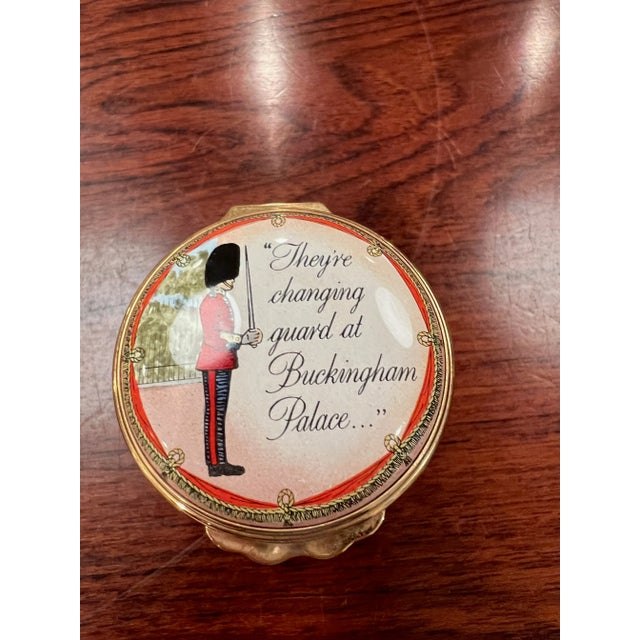 “They're
changing
guard at
Buckingham
Palace...”